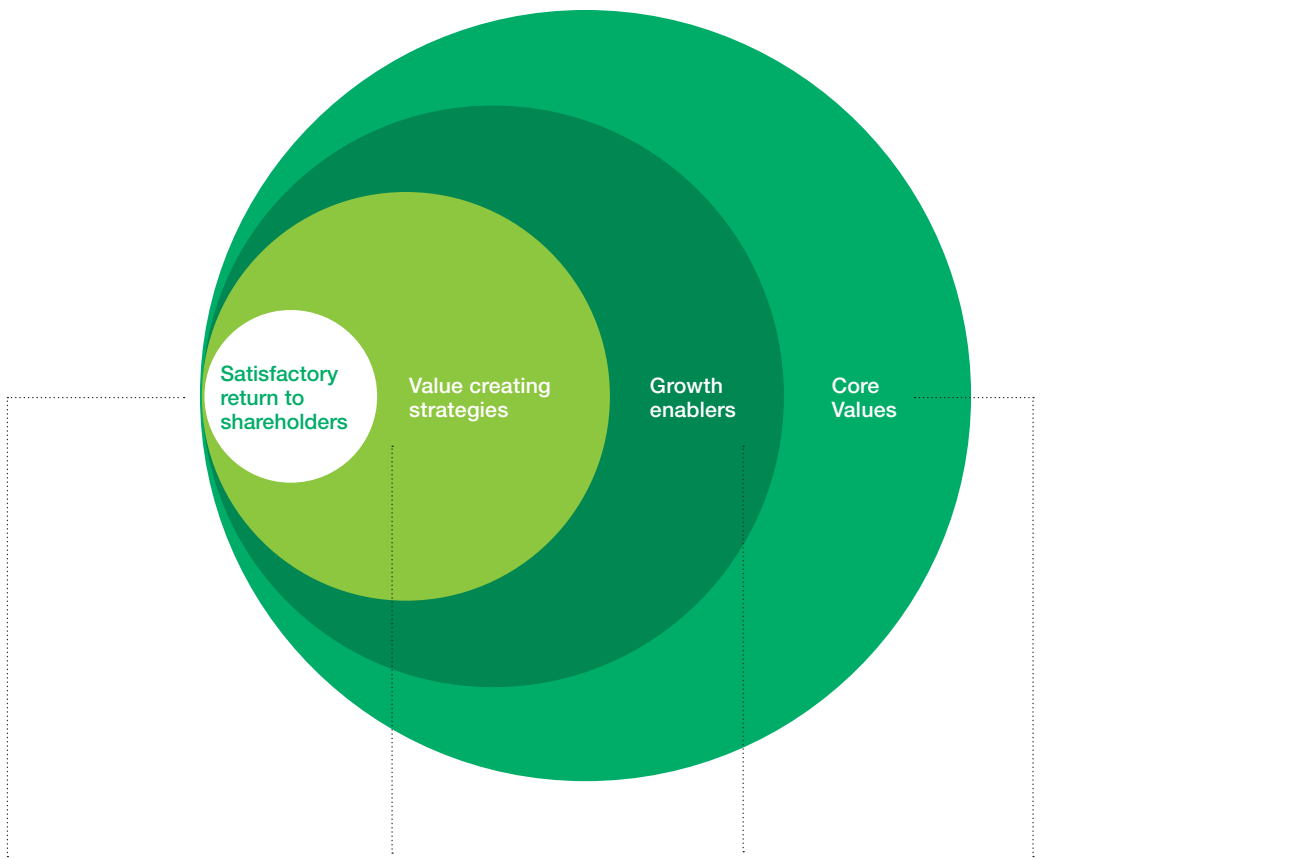 Satisfactory
return to
shareholders
Value creating
strategies
Growth
enablers
Core
Values